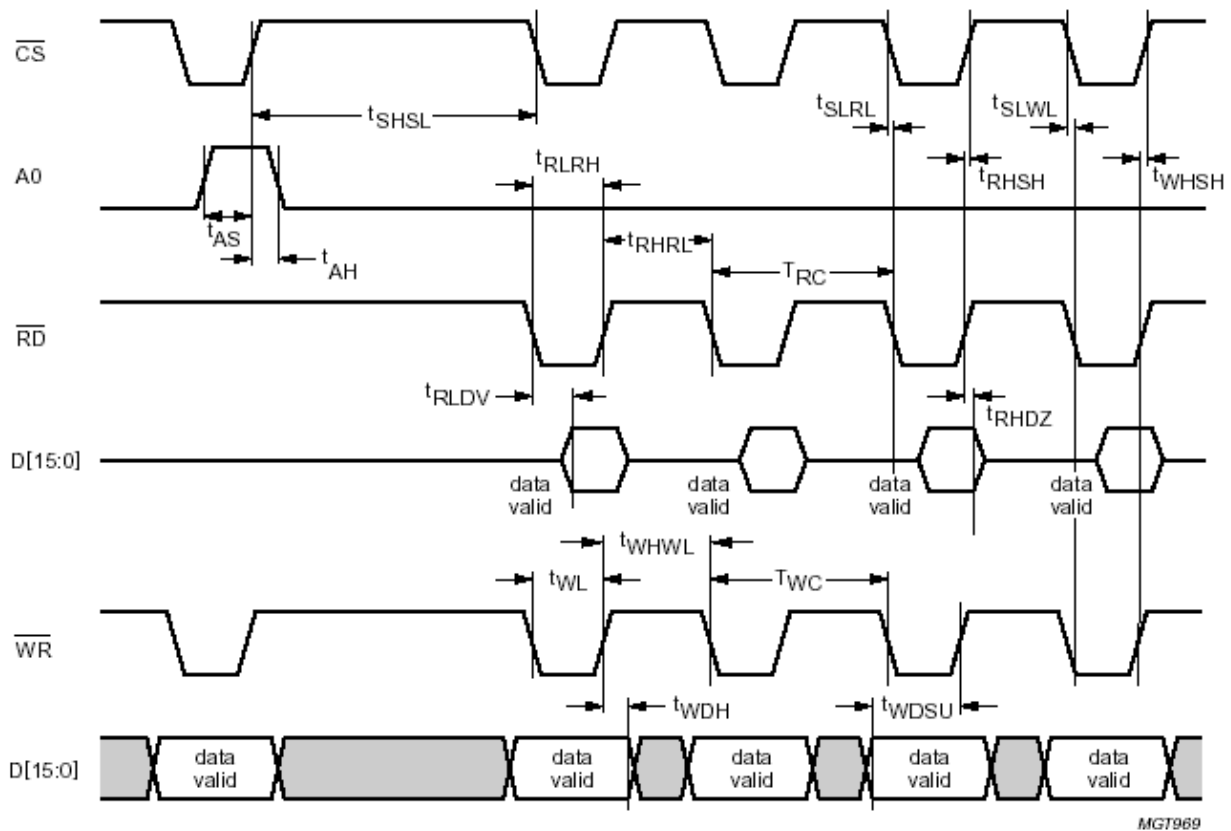 CS
tSHSL
tSLRL
tSLWL
A0
tRLRH
tRHSH
tWHSH
tAS
tAH
tRHRL
TRC
RD
tRLDV
tRHDZ
D[15:0]
data valid
data valid
data valid
data valid
tWHWL
tWL
TWC
WR
tWDH
tWDSU
D[15:0]
data valid
data valid
data valid
data valid
data valid
MGT969